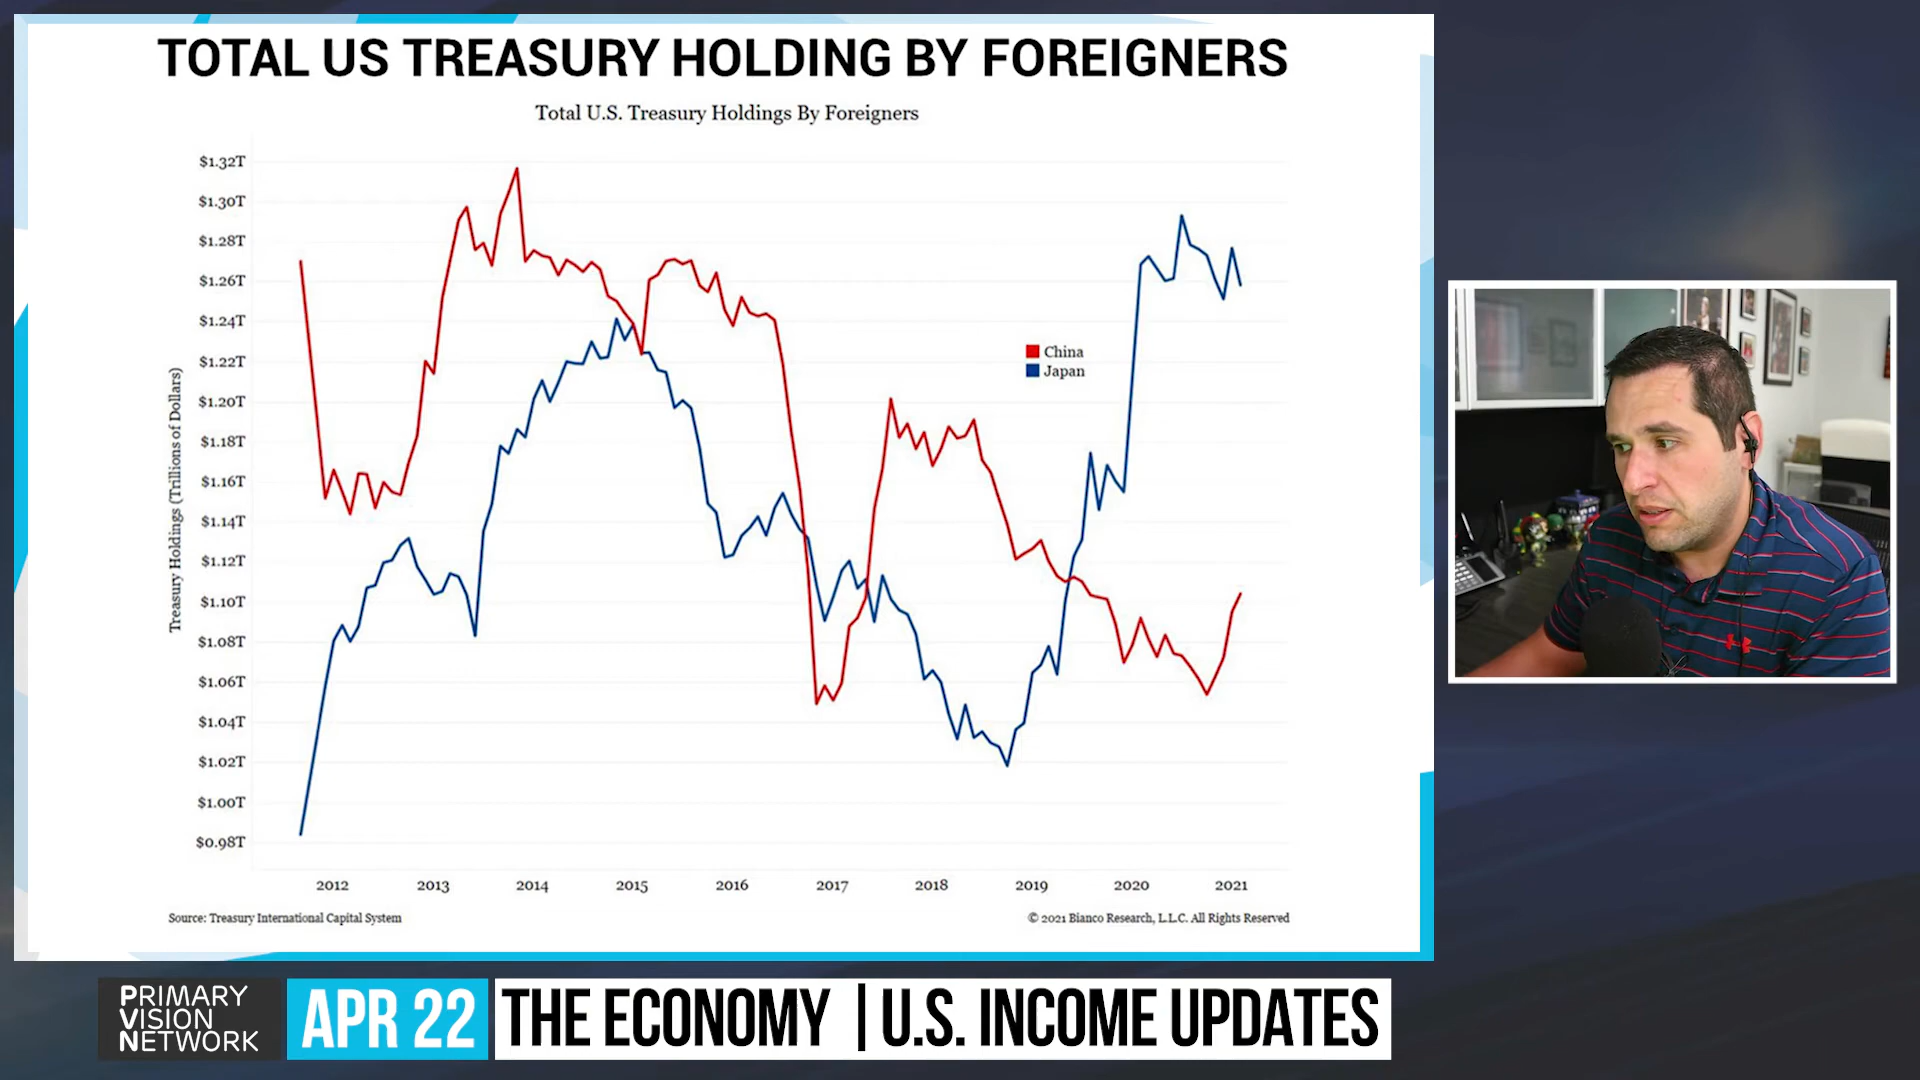 TOTAL US TREASURY HOLDING BY FOREIGNERS
Total U.S. Treasury Holdings By Foreigners
Treasury Holdings (Trillions of Dollars)
$1.32T
$1.30T
$1.28T
$1.26T
$1.24T
$1.22T
$1.20T
$1.18T
$1.16T
$1.14T
$1.12T
$1.10T
$1.08T
$1.06T
$1.04T
$1.02T
$1.00T
$0.98T
China
Japan
2012 2013 2014 2015 2016 2017 2018 2019 2020 2021
Source: Treasury International Capital System
© 2021 Bianco Research, L.L.C. All Rights Reserved
PRIMARY
VISION
NETWORK
APR 22
THE ECONOMY | U.S. INCOME UPDATES